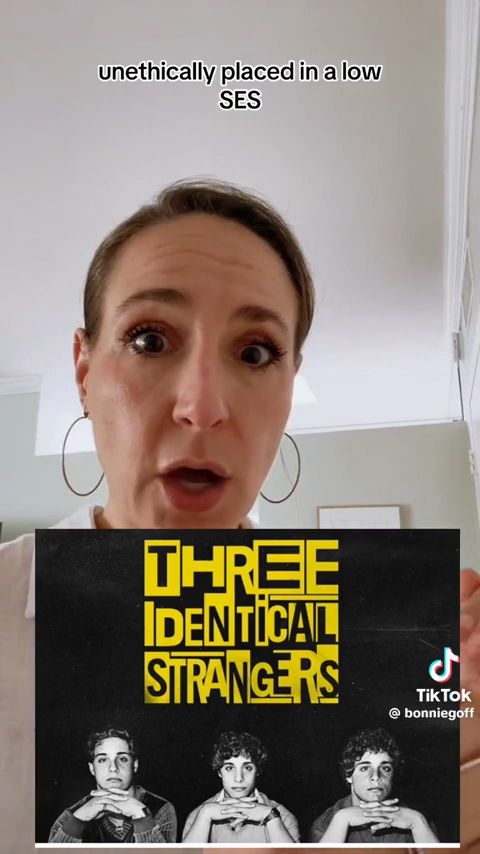 unethically placed in a low
SES
THREE
IDENTICAL
STRANGERS
TikTok
@ bonniegoff